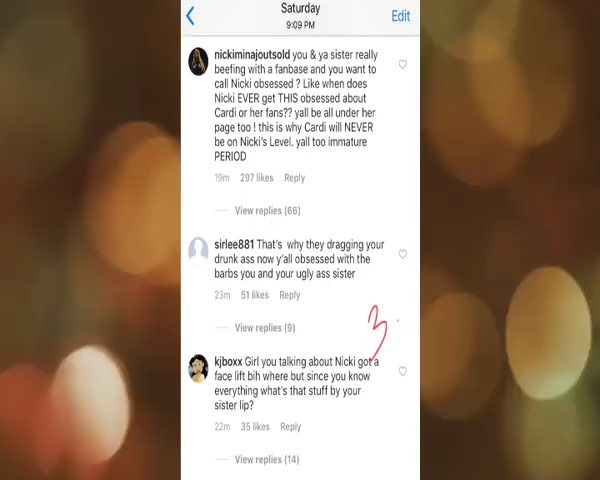 Saturday
9:09 PM
Edit
nickiminajoutsold you & ya sister really
beefing with a fanbase and you want to
call Nicki obsessed ? Like when does
Nicki EVER get THIS obsessed about
Cardi or her fans?? yall be all under her
page too ! this is why Cardi will NEVER
be on Nicki's Level. yall too immature
PERIOD
19m 297 likes Reply
View replies (66)
sirlee881 That's why they dragging your
drunk ass now y'all obsessed with the
barbs you and your ugly ass sister
23m 51 likes Reply
View replies (9)
3
kjboxx Girl you talking about Nicki got a
face lift bih where but since you know
everything what's that stuff by your
sister lip?
22m 35 likes Reply
View replies (14)